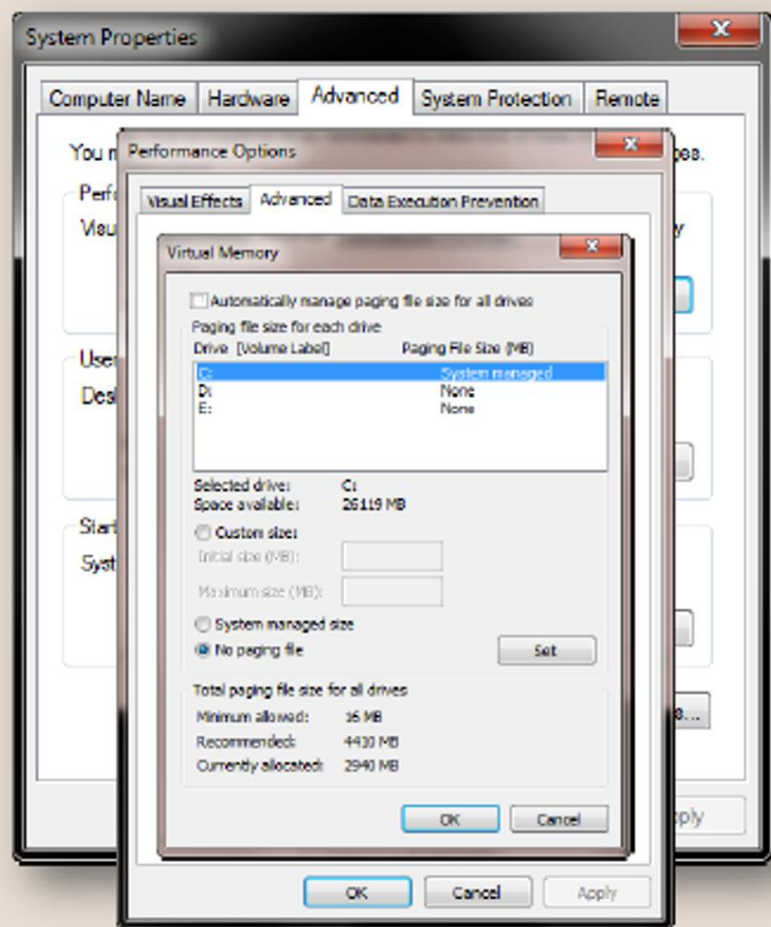 System Properties
Computer Name Hardware Advanced System Protection Remote
You
Performance Options
Visual Effects Advanced Data Execution Prevention
Virtual Memory
Automatically manage paging file size for all drives
Paging file size for each drive
Drive [Volume Label] Paging File Size (MB)
C: System managed
D: None
E: None
Selected drive: C:
Space available: 26119 MB
Custom size:
Initial size (MB):
Maximum size (MB):
System managed size
No paging file
Set
Total paging file size for all drives
Minimum allowed: 16 MB
Recommended: 4410 MB
Currently allocated: 2940 MB
OK Cancel
OK Cancel Apply